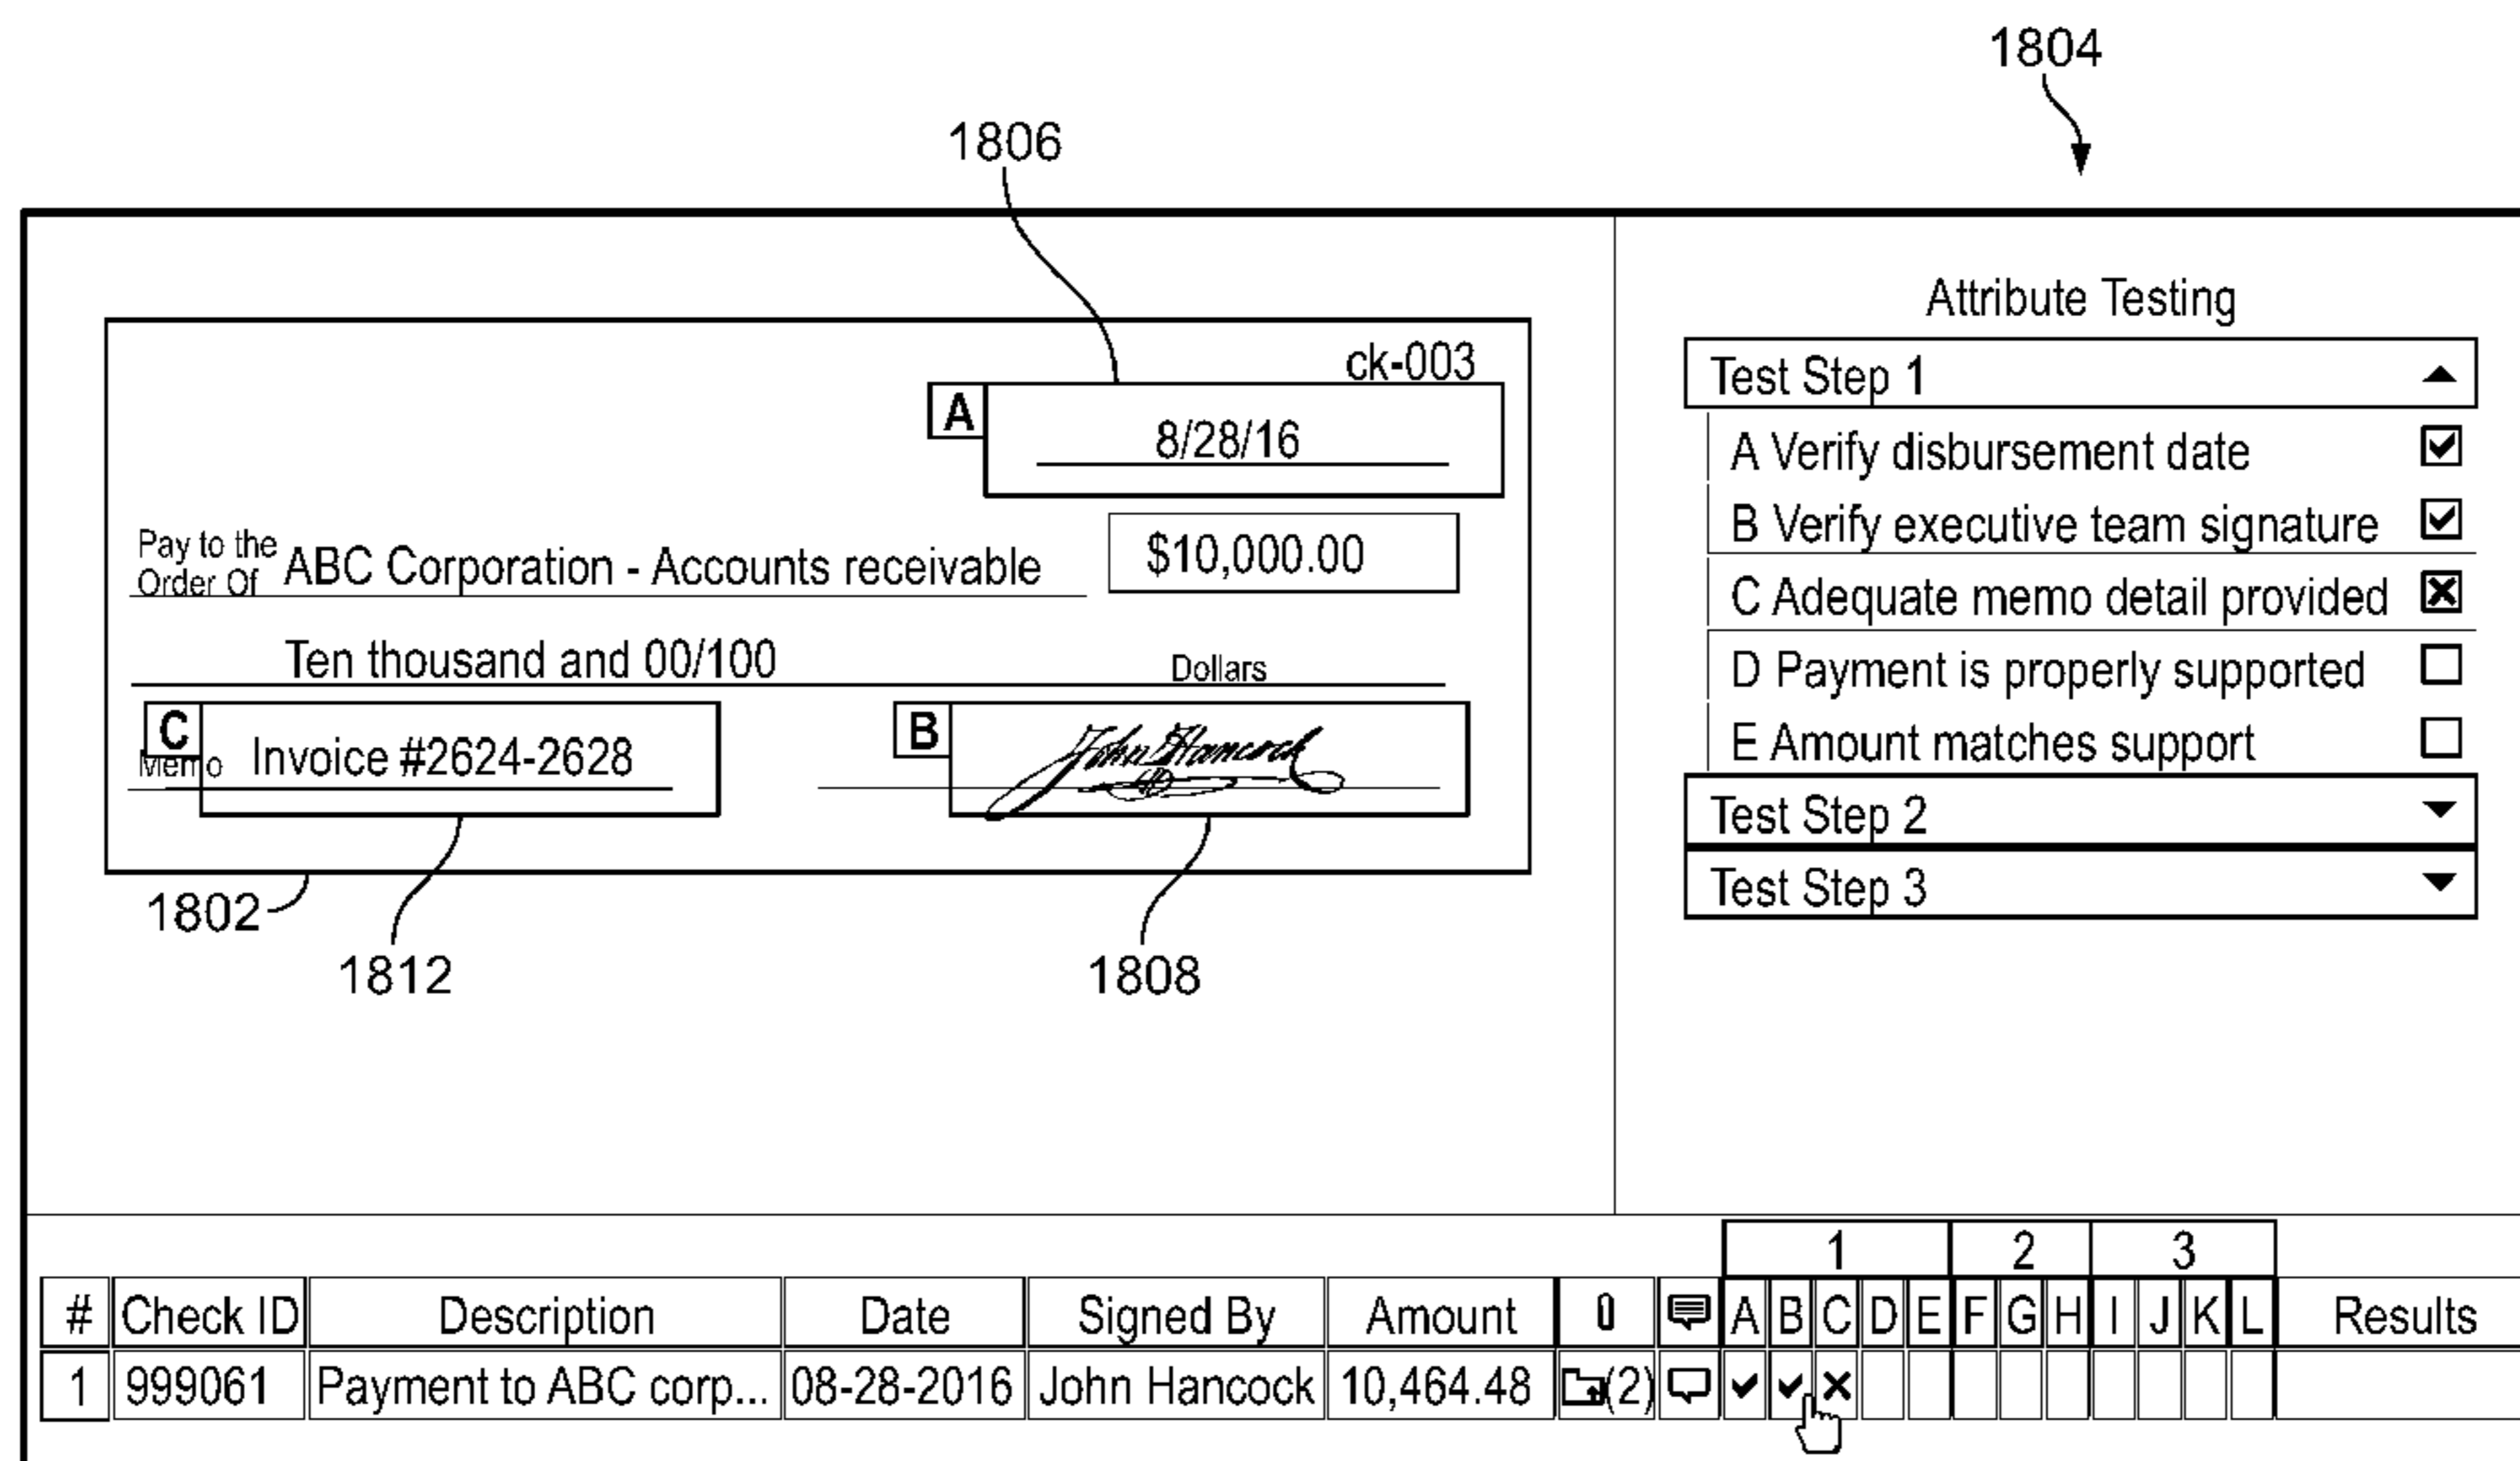 1804
1806
ck-003
A
8/28/16
Pay to the
Order Of
ABC Corporation - Accounts receivable
$10,000.00
Ten thousand and 00/100
Dollars
C
Memo
Invoice #2624-2628
B
John Hancock
1802
1812
1808
Attribute Testing
Test Step 1
A Verify disbursement date
B Verify executive team signature
C Adequate memo detail provided
D Payment is properly supported
E Amount matches support
Test Step 2
Test Step 3
1 2 3
# Check ID Description Date Signed By Amount A B C D E F G H I J K L Results
1 999061 Payment to ABC corp... 08-28-2016 John Hancock 10,464.48 (2)